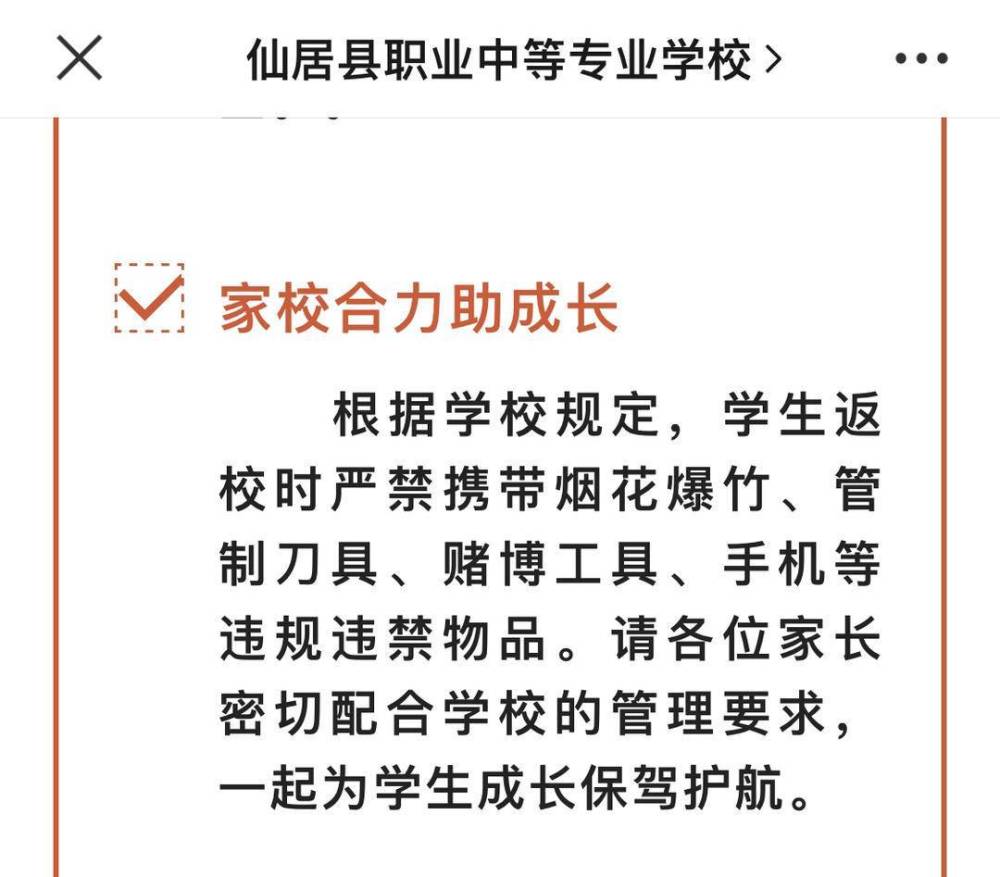 仙居县职业中等专业学校
家校合力助成长
根据学校规定，学生返
校时严禁携带烟花爆竹、管
制刀具、赌博工具、手机等
违规违禁物品。请各位家长
密切配合学校的管理要求，
一起为学生成长保驾护航。